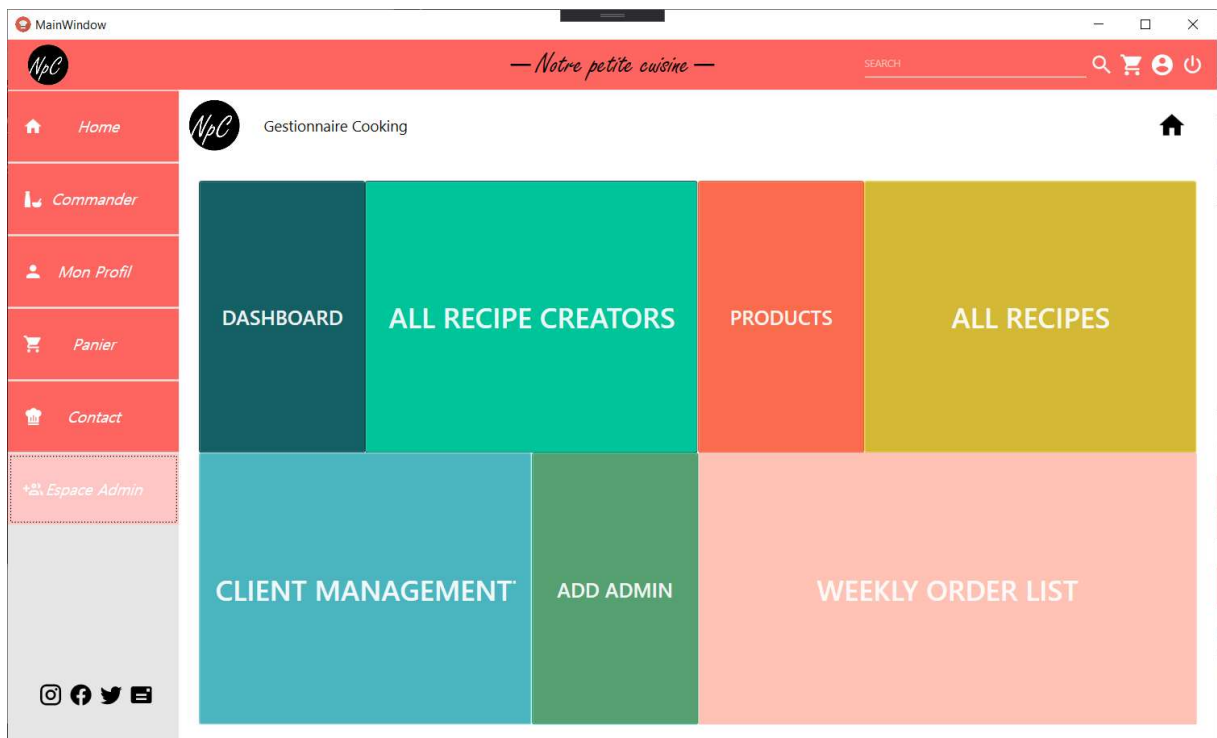 MainWindow
NpC
— Notre petite cuisine —
SEARCH
Home
Commander
Mon Profil
Panier
Contact
Espace Admin
NpC
Gestionnaire Cooking
DASHBOARD
ALL RECIPE CREATORS
PRODUCTS
ALL RECIPES
CLIENT MANAGEMENT
ADD ADMIN
WEEKLY ORDER LIST